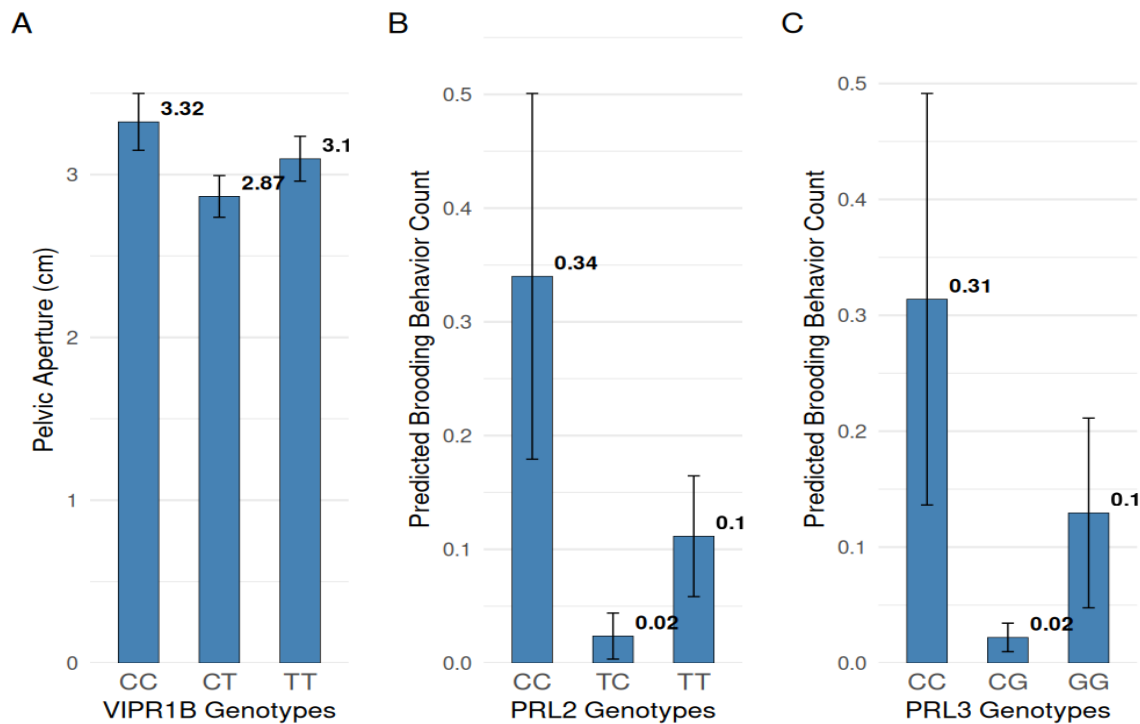 A
B
C
Pelvic Aperture (cm)
3
2
1
0
3.32
2.87
3.1
CC CT TT
VIPR1B Genotypes
Predicted Brooding Behavior Count
0.5
0.4
0.3
0.2
0.1
0.0
0.34
0.02
0.1
CC TC TT
PRL2 Genotypes
Predicted Brooding Behavior Count
0.5
0.4
0.3
0.2
0.1
0.0
0.31
0.02
0.1
CC CG GG
PRL3 Genotypes